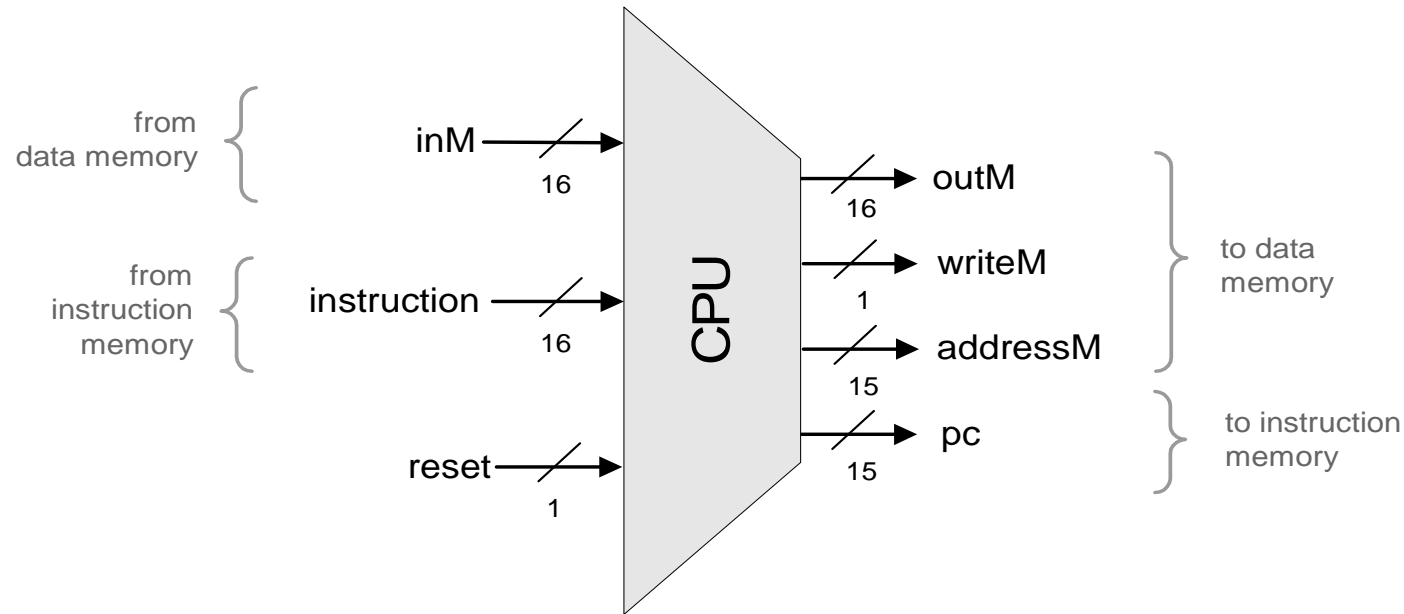 from
data memory
inM
16
from
instruction
memory
instruction
16
reset
1
CPU
outM
16
writeM
1
addressM
15
pc
15
to data
memory
to instruction
memory